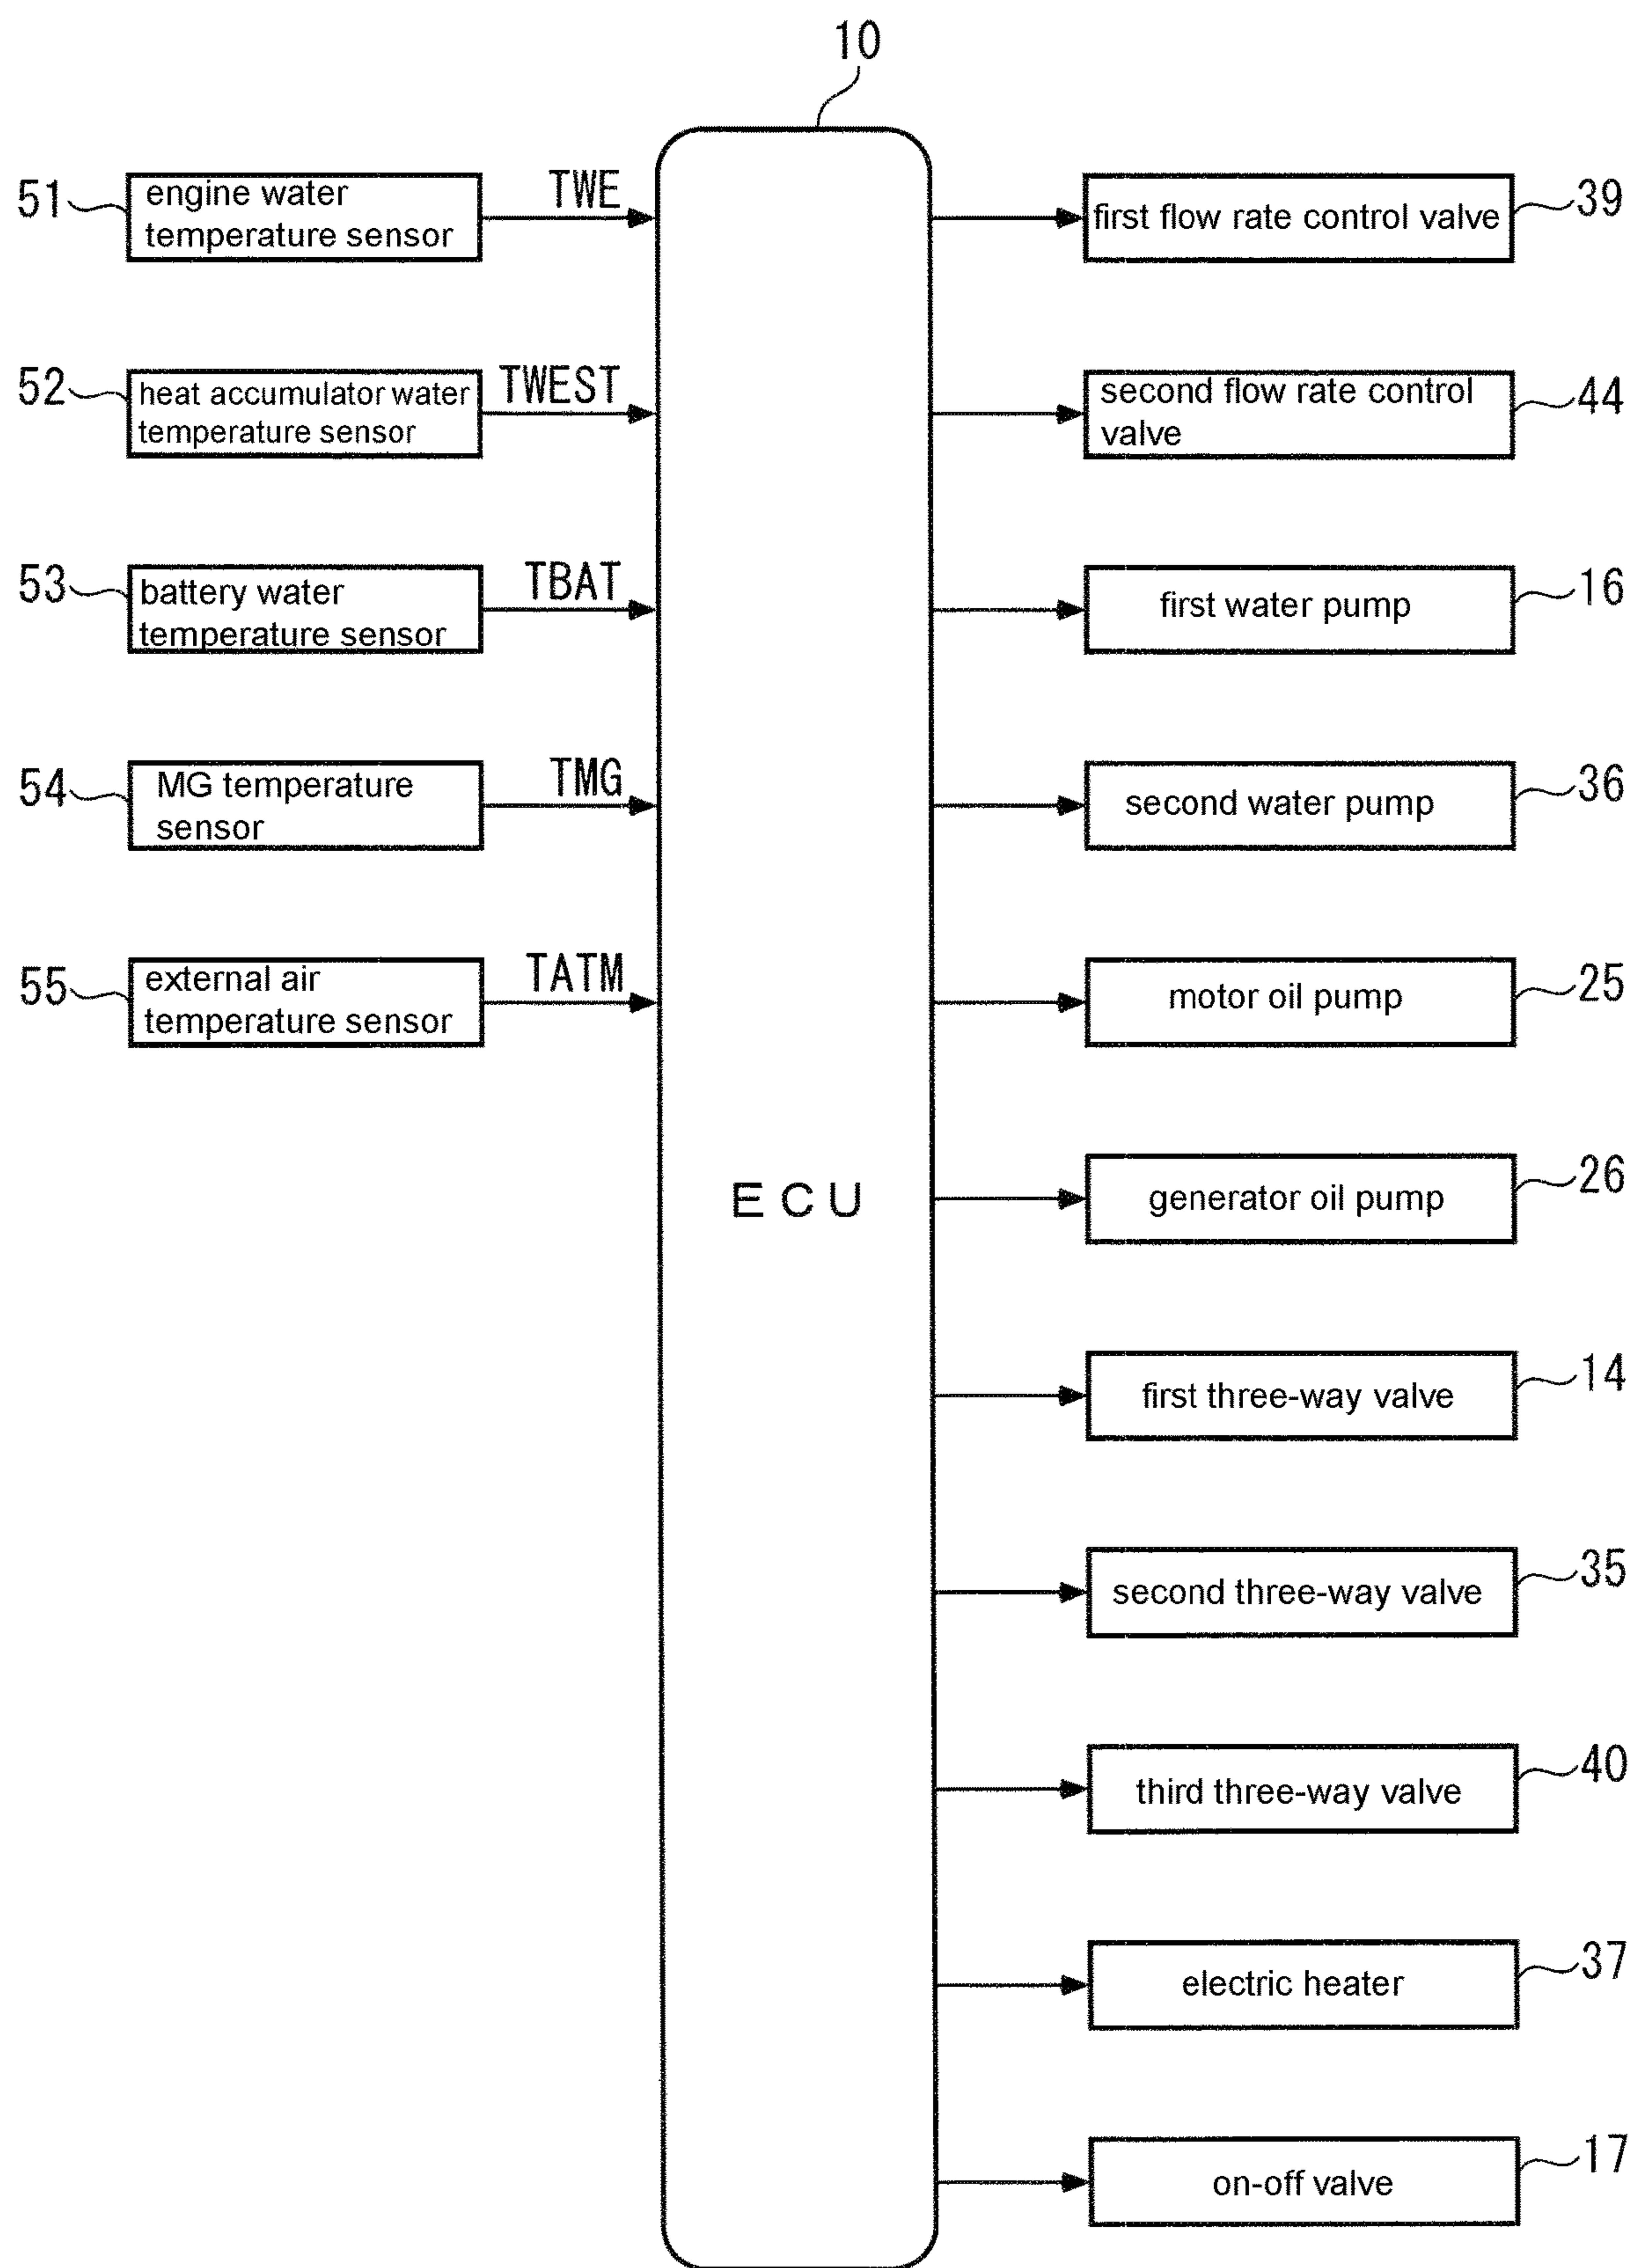 10
51
engine water
temperature sensor
TWE
first flow rate control valve
39
52
heat accumulator water
temperature sensor
TWEST
second flow rate control
valve
44
53
battery water
temperature sensor
TBAT
first water pump
16
54
MG temperature
sensor
TMG
second water pump
36
55
external air
temperature sensor
TATM
motor oil pump
25
ECU
generator oil pump
26
first three-way valve
14
second three-way valve
35
third three-way valve
40
electric heater
37
on-off valve
17